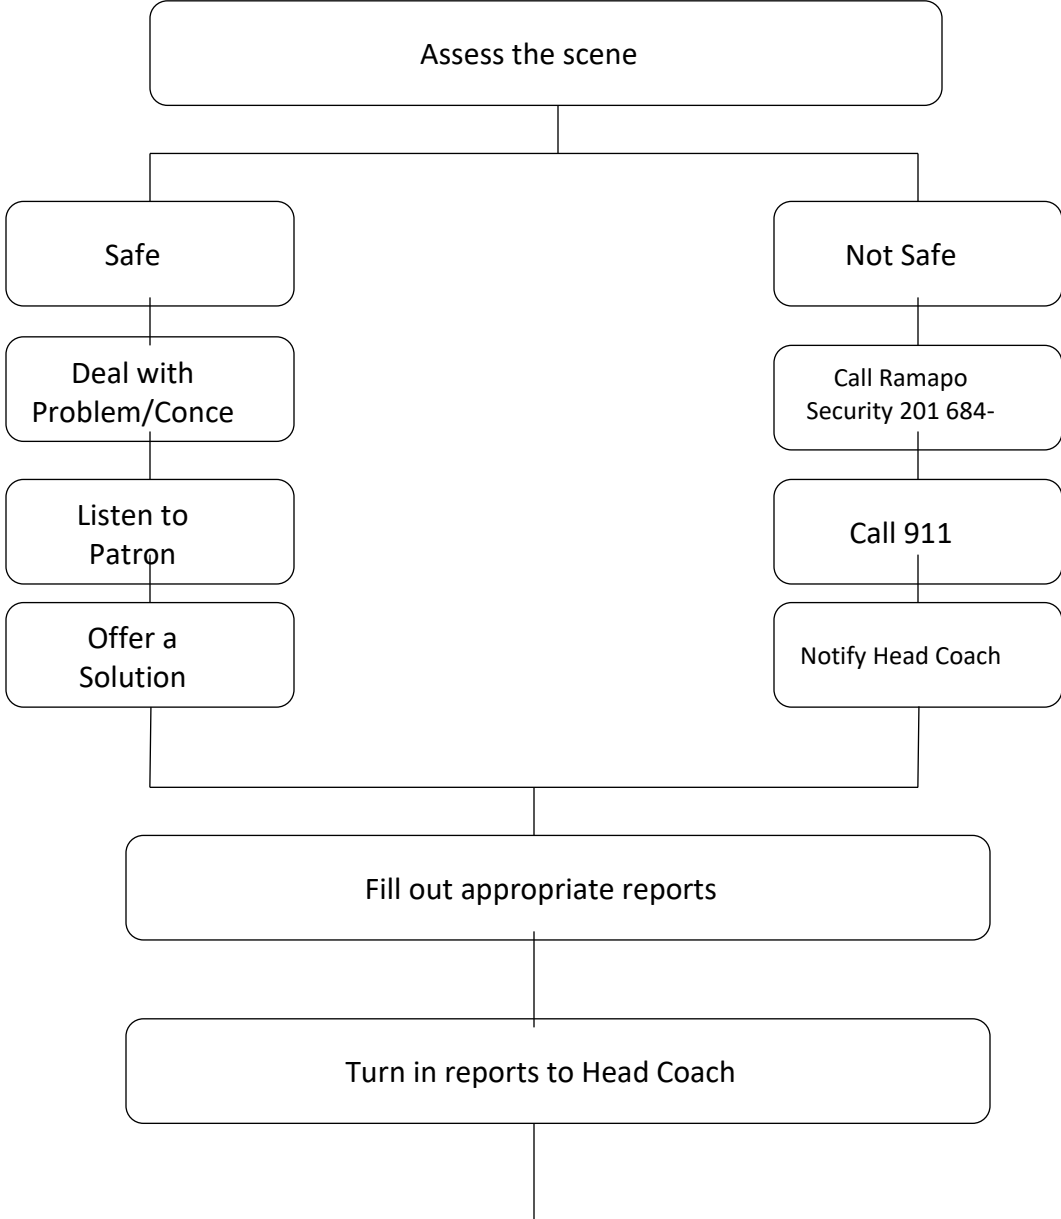 Assess the scene
Safe
Not Safe
Deal with
Problem/Conce
Call Ramapo
Security 201 684-
Listen to
Patron
Call 911
Offer a
Solution
Notify Head Coach
Fill out appropriate reports
Turn in reports to Head Coach